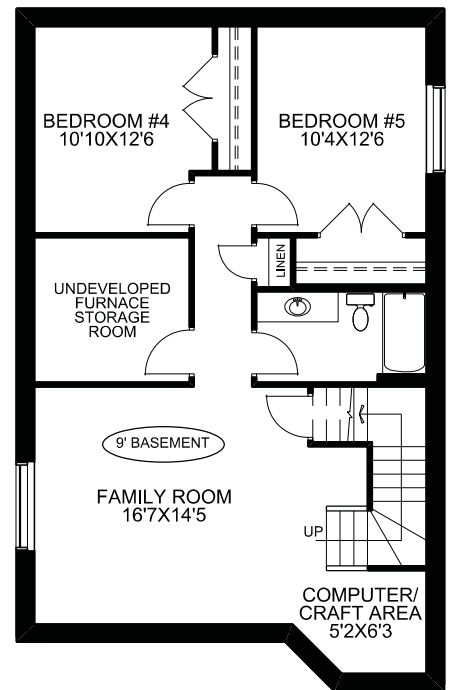 BEDROOM #4
10'10X12'6
BEDROOM #5
10'4X12'6
LINEN
UNDEVELOPED
FURNACE
STORAGE
ROOM
9' BASEMENT
FAMILY ROOM
16'7X14'5
UP
COMPUTER/
CRAFT AREA
5'2X6'3